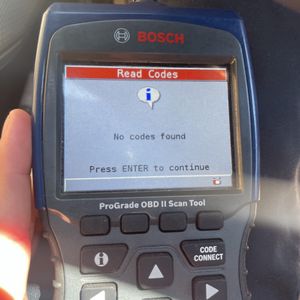 BOSCH
Read Codes
i
No codes found
Press ENTER to continue
ProGrade OBD II Scan Tool
i
CODE
CONNECT